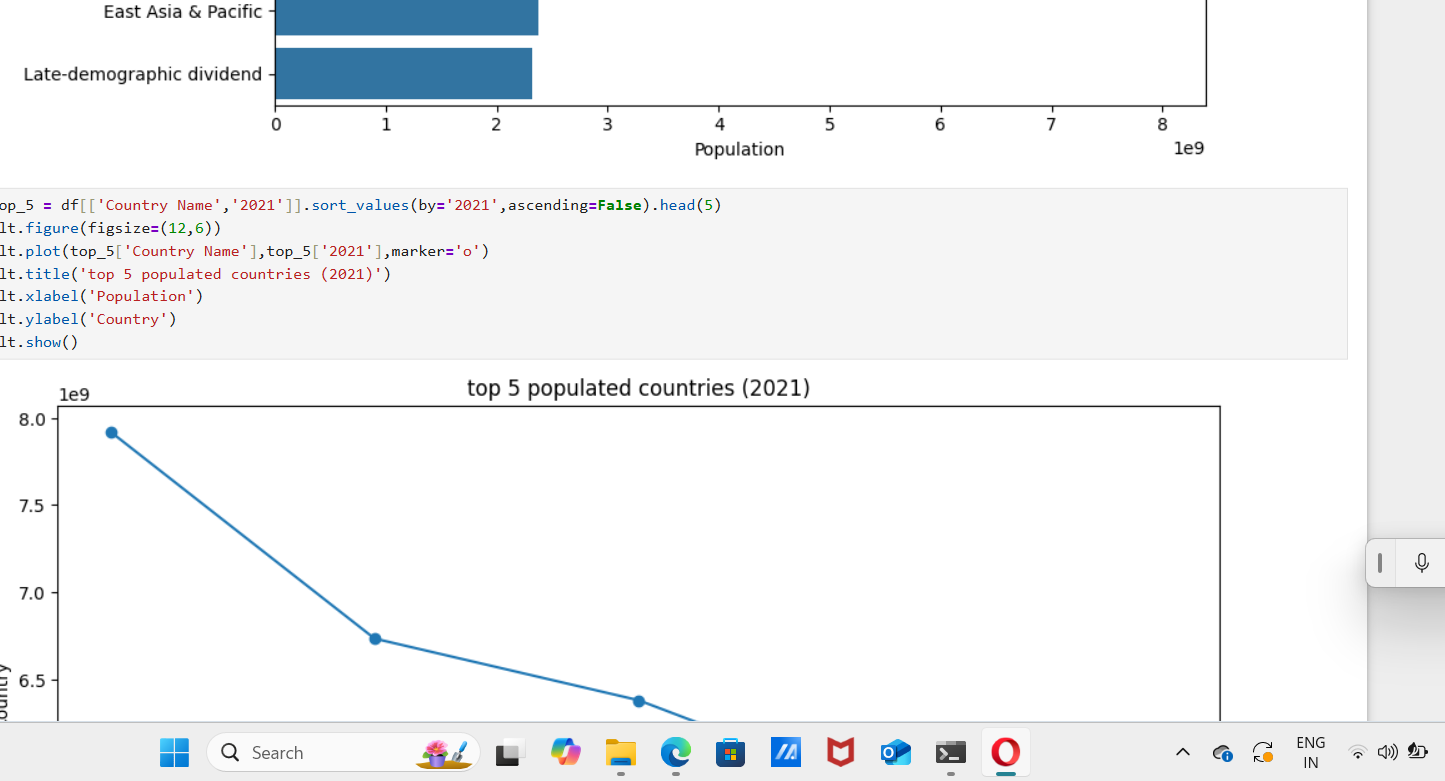 East Asia & Pacific
Late-demographic dividend
0 1 2 3 4 5 6 7 8
Population
1e9
op_5 = df[['Country Name','2021']].sort_values(by='2021',ascending=False).head(5)
lt.figure(figsize=(12,6))
lt.plot(top_5['Country Name'],top_5['2021'],marker='o')
lt.title('top 5 populated countries (2021)')
lt.xlabel('Population')
lt.ylabel('Country')
lt.show()
top 5 populated countries (2021)
1e9
8.0
7.5
7.0
6.5
ountry
Search
ENG
IN